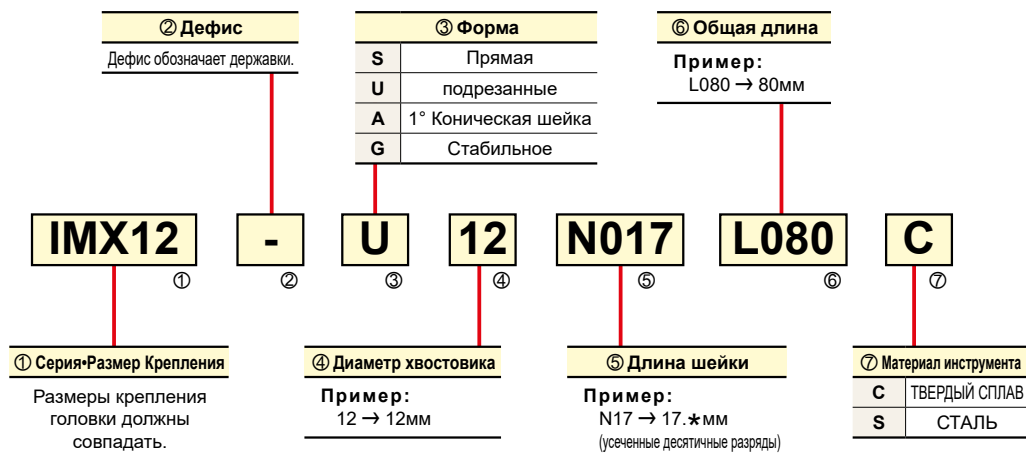 ② Дефис
Дефис обозначает державки.
③ Форма
S Прямая
U подрезанные
A 1° Коническая шейка
G Стабильное
⑥ Общая длина
Пример:
L080 → 80мм
IMX12 - U 12 N017 L080 C
① ② ③ ④ ⑤ ⑥ ⑦
① Серия•Размер Крепления
Размеры крепления
головки должны
совпадать.
④ Диаметр хвостовика
Пример:
12 → 12мм
⑤ Длина шейки
Пример:
N17 → 17.★мм
(усеченные десятичные разряды)
⑦ Материал инструмента
C ТВЕРДЫЙ СПЛАВ
S СТАЛЬ